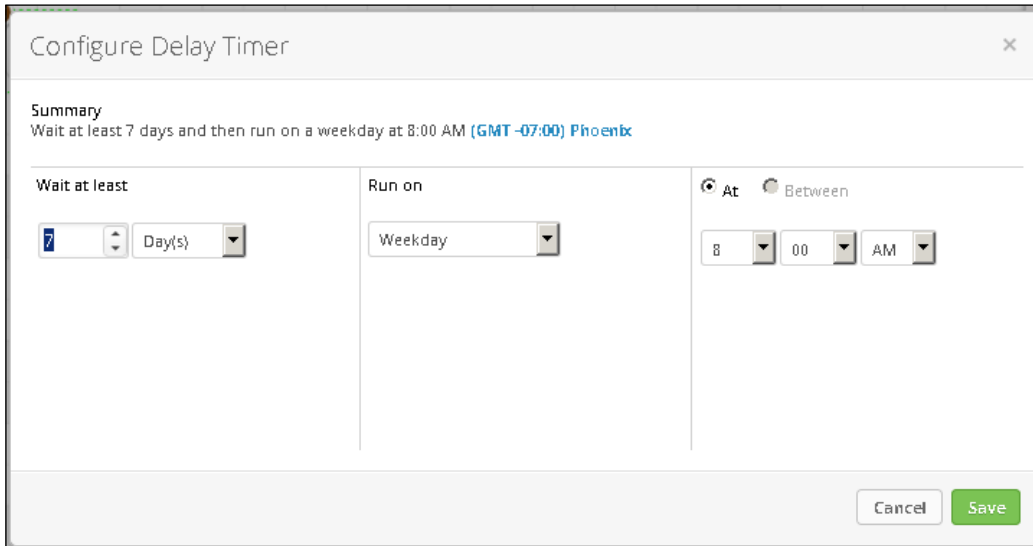 Configure Delay Timer
×
Summary
Wait at least 7 days and then run on a weekday at 8:00 AM (GMT -07:00) Phoenix
Wait at least
Run on
At Between
7 Day(s)
Weekday
8 00 AM
Cancel Save